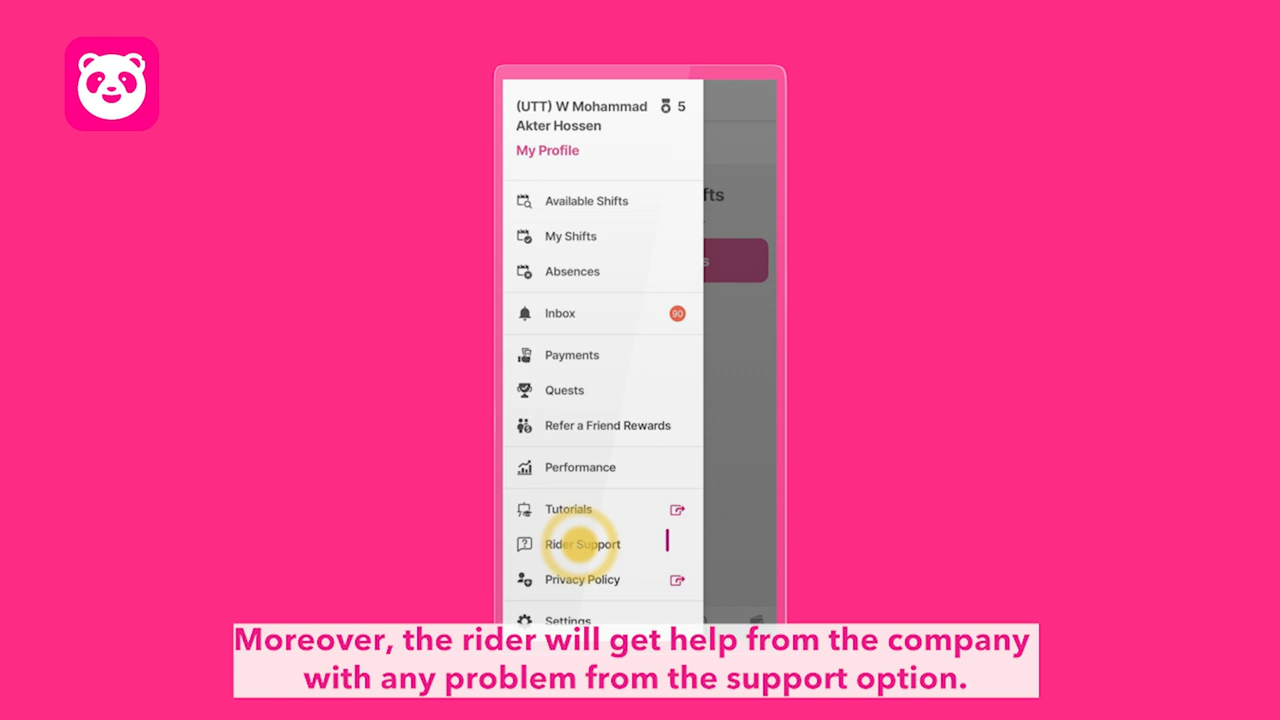 (UTT) W Mohammad
5
Akter Hossen
My Profile
Available Shifts
My Shifts
Absences
Inbox
90
Payments
Quests
Refer a Friend Rewards
Performance
Tutorials
Rider Support
Privacy Policy
Settings
fts
s
Moreover, the rider will get help from the company
with any problem from the support option.